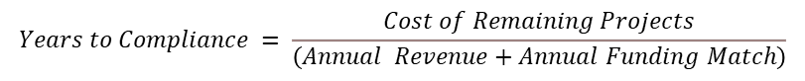 Years to Compliance = Cost of Remaining Projects
(Annual Revenue + Annual Funding Match)